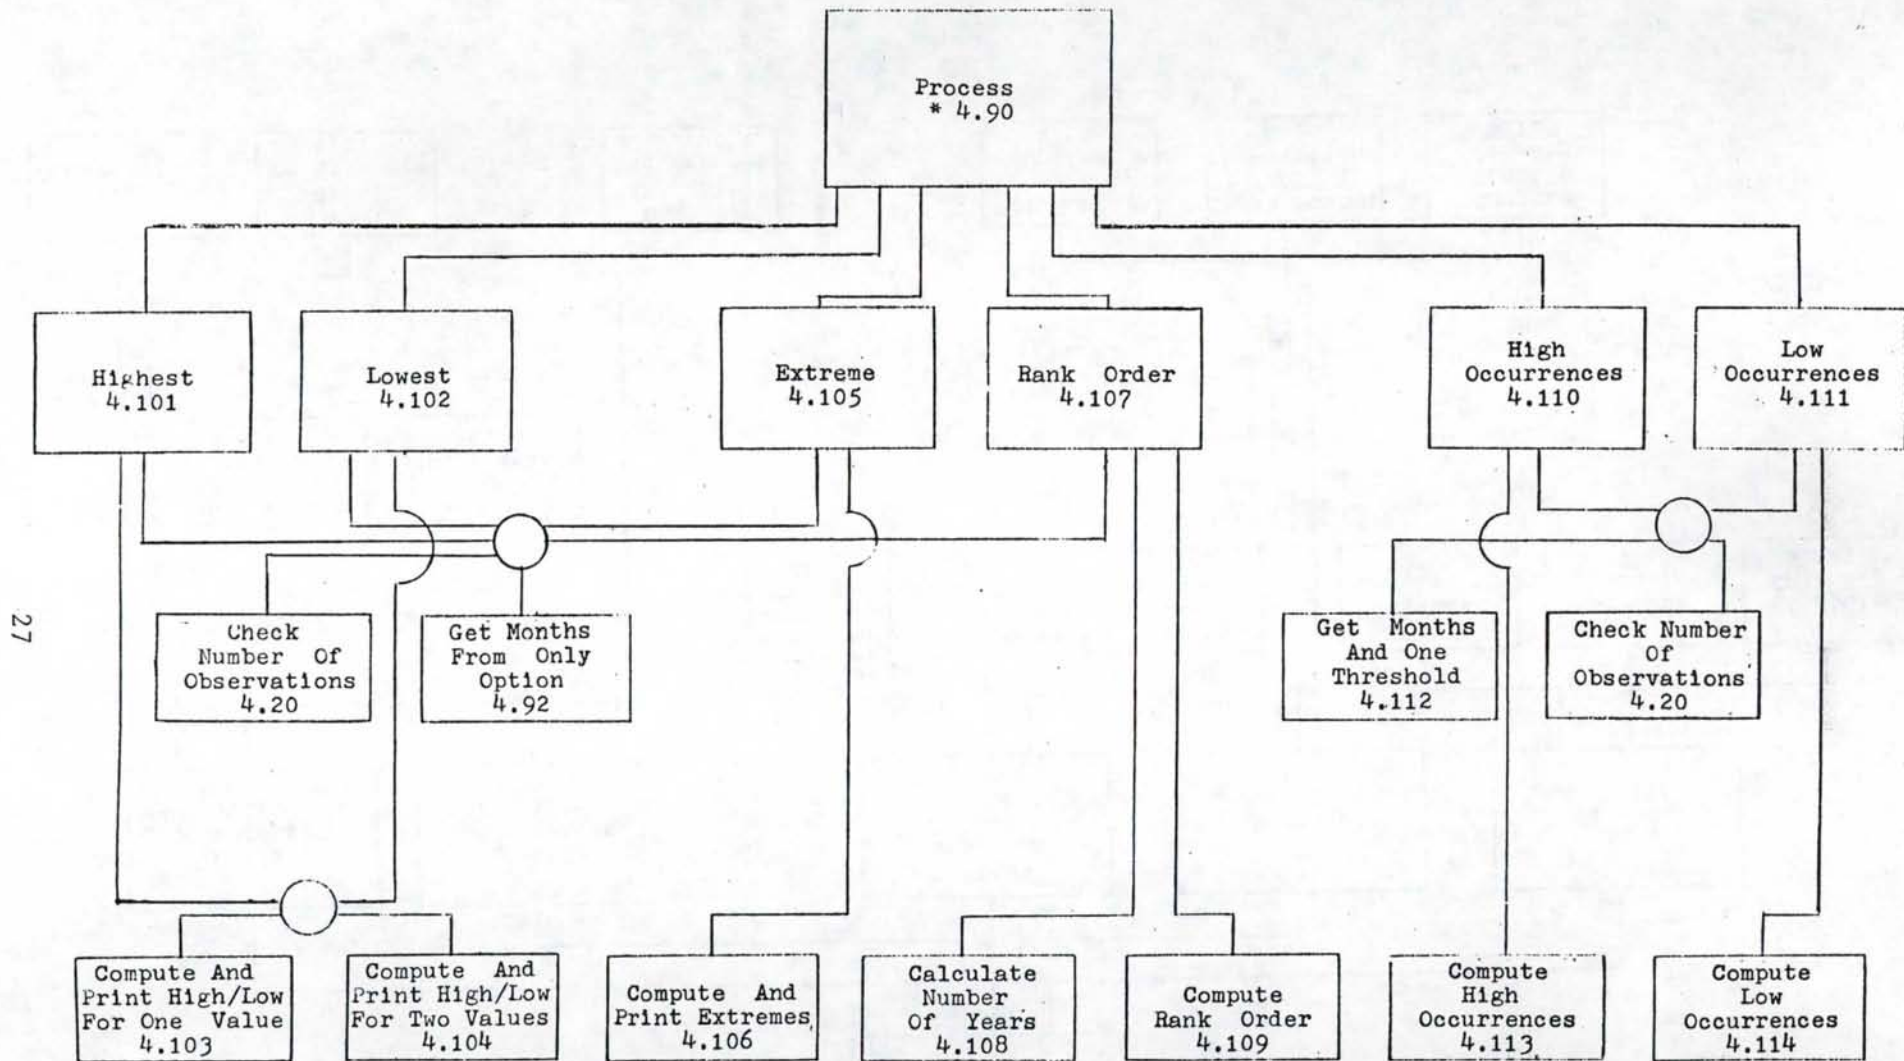 Process
* 4.90
Highest
4.101
Lowest
4.102
Extreme
4.105
Rank Order
4.107
High
Occurrences
4.110
Low
Occurrences
4.111
27
Check
Number Of
Observations
4.20
Get Months
From Only
Option
4.92
Get Months
And One
Threshold
4.112
Check Number
Of
Observations
4.20
Compute And
Print High/Low
For One Value
4.103
Compute And
Print High/Low
For Two Values
4.104
Compute And
Print Extremes
4.106
Calculate
Number
Of Years
4.108
Compute
Rank Order
4.109
Compute
High
Occurrences
4.113
Compute
Low
Occurrences
4.114